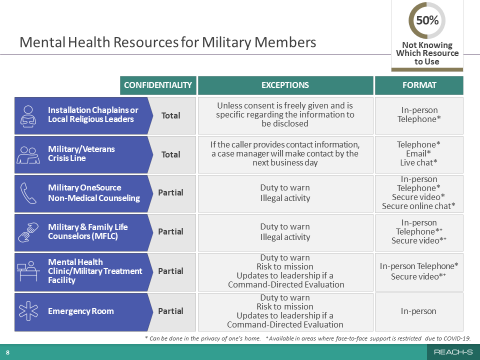 50%
Mental Health Resources for Military Members
Not Knowing
Which Resource
to Use
CONFIDENTIALITY
EXCEPTIONS
FORMAT
Installation Chaplains or
Local Religious Leaders
Total
Unless consent is freely given and is
specific regarding the information to
be disclosed
In-person
Telephone*
Military/Veterans
Crisis Line
Total
If the caller provides contact information,
a case manager will make contact by the
next business day
Telephone*
Email*
Live chat*
Military OneSource
Non-Medical Counseling
Partial
Duty to warn
Illegal activity
In-person
Telephone*
Secure video*
Secure online chat*
Military & Family Life
Counselors (MFLC)
Partial
Duty to warn
Illegal activity
In-person
Telephone*⁺
Secure video*⁺
Mental Health
Clinic/Military Treatment
Facility
Partial
Duty to warn
Risk to mission
Updates to leadership if a
Command-Directed Evaluation
In-person Telephone*
Secure video*⁺
Emergency Room
Partial
Duty to warn
Risk to mission
Updates to leadership if a
Command-Directed Evaluation
In-person
* Can be done in the privacy of one's home. ⁺ Available in areas where face-to-face support is restricted due to COVID-19.
8
REACH-S